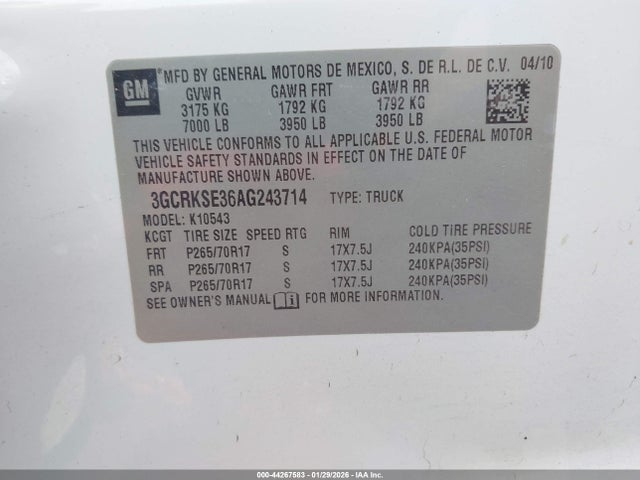 GM
MFD BY GENERAL MOTORS DE MEXICO, S. DE R.L. DE C.V. 04/10
GVWR GAWR FRT GAWR RR
3175 KG 1792 KG 1792 KG
7000 LB 3950 LB 3950 LB
THIS VEHICLE CONFORMS TO ALL APPLICABLE U.S. FEDERAL MOTOR
VEHICLE SAFETY STANDARDS IN EFFECT ON THE DATE OF
MANUFACTURE SHOWN ABOVE.
3GCRKSE36AG243714 TYPE: TRUCK
MODEL: K10543
KCGT TIRE SIZE SPEED RTG RIM COLD TIRE PRESSURE
FRT P265/70R17 S 17X7.5J 240KPA(35PSI)
RR P265/70R17 S 17X7.5J 240KPA(35PSI)
SPA P265/70R17 S 17X7.5J 240KPA(35PSI)
SEE OWNER'S MANUAL FOR MORE INFORMATION.
000-44267583 / 01/29/2026 - IAA Inc.